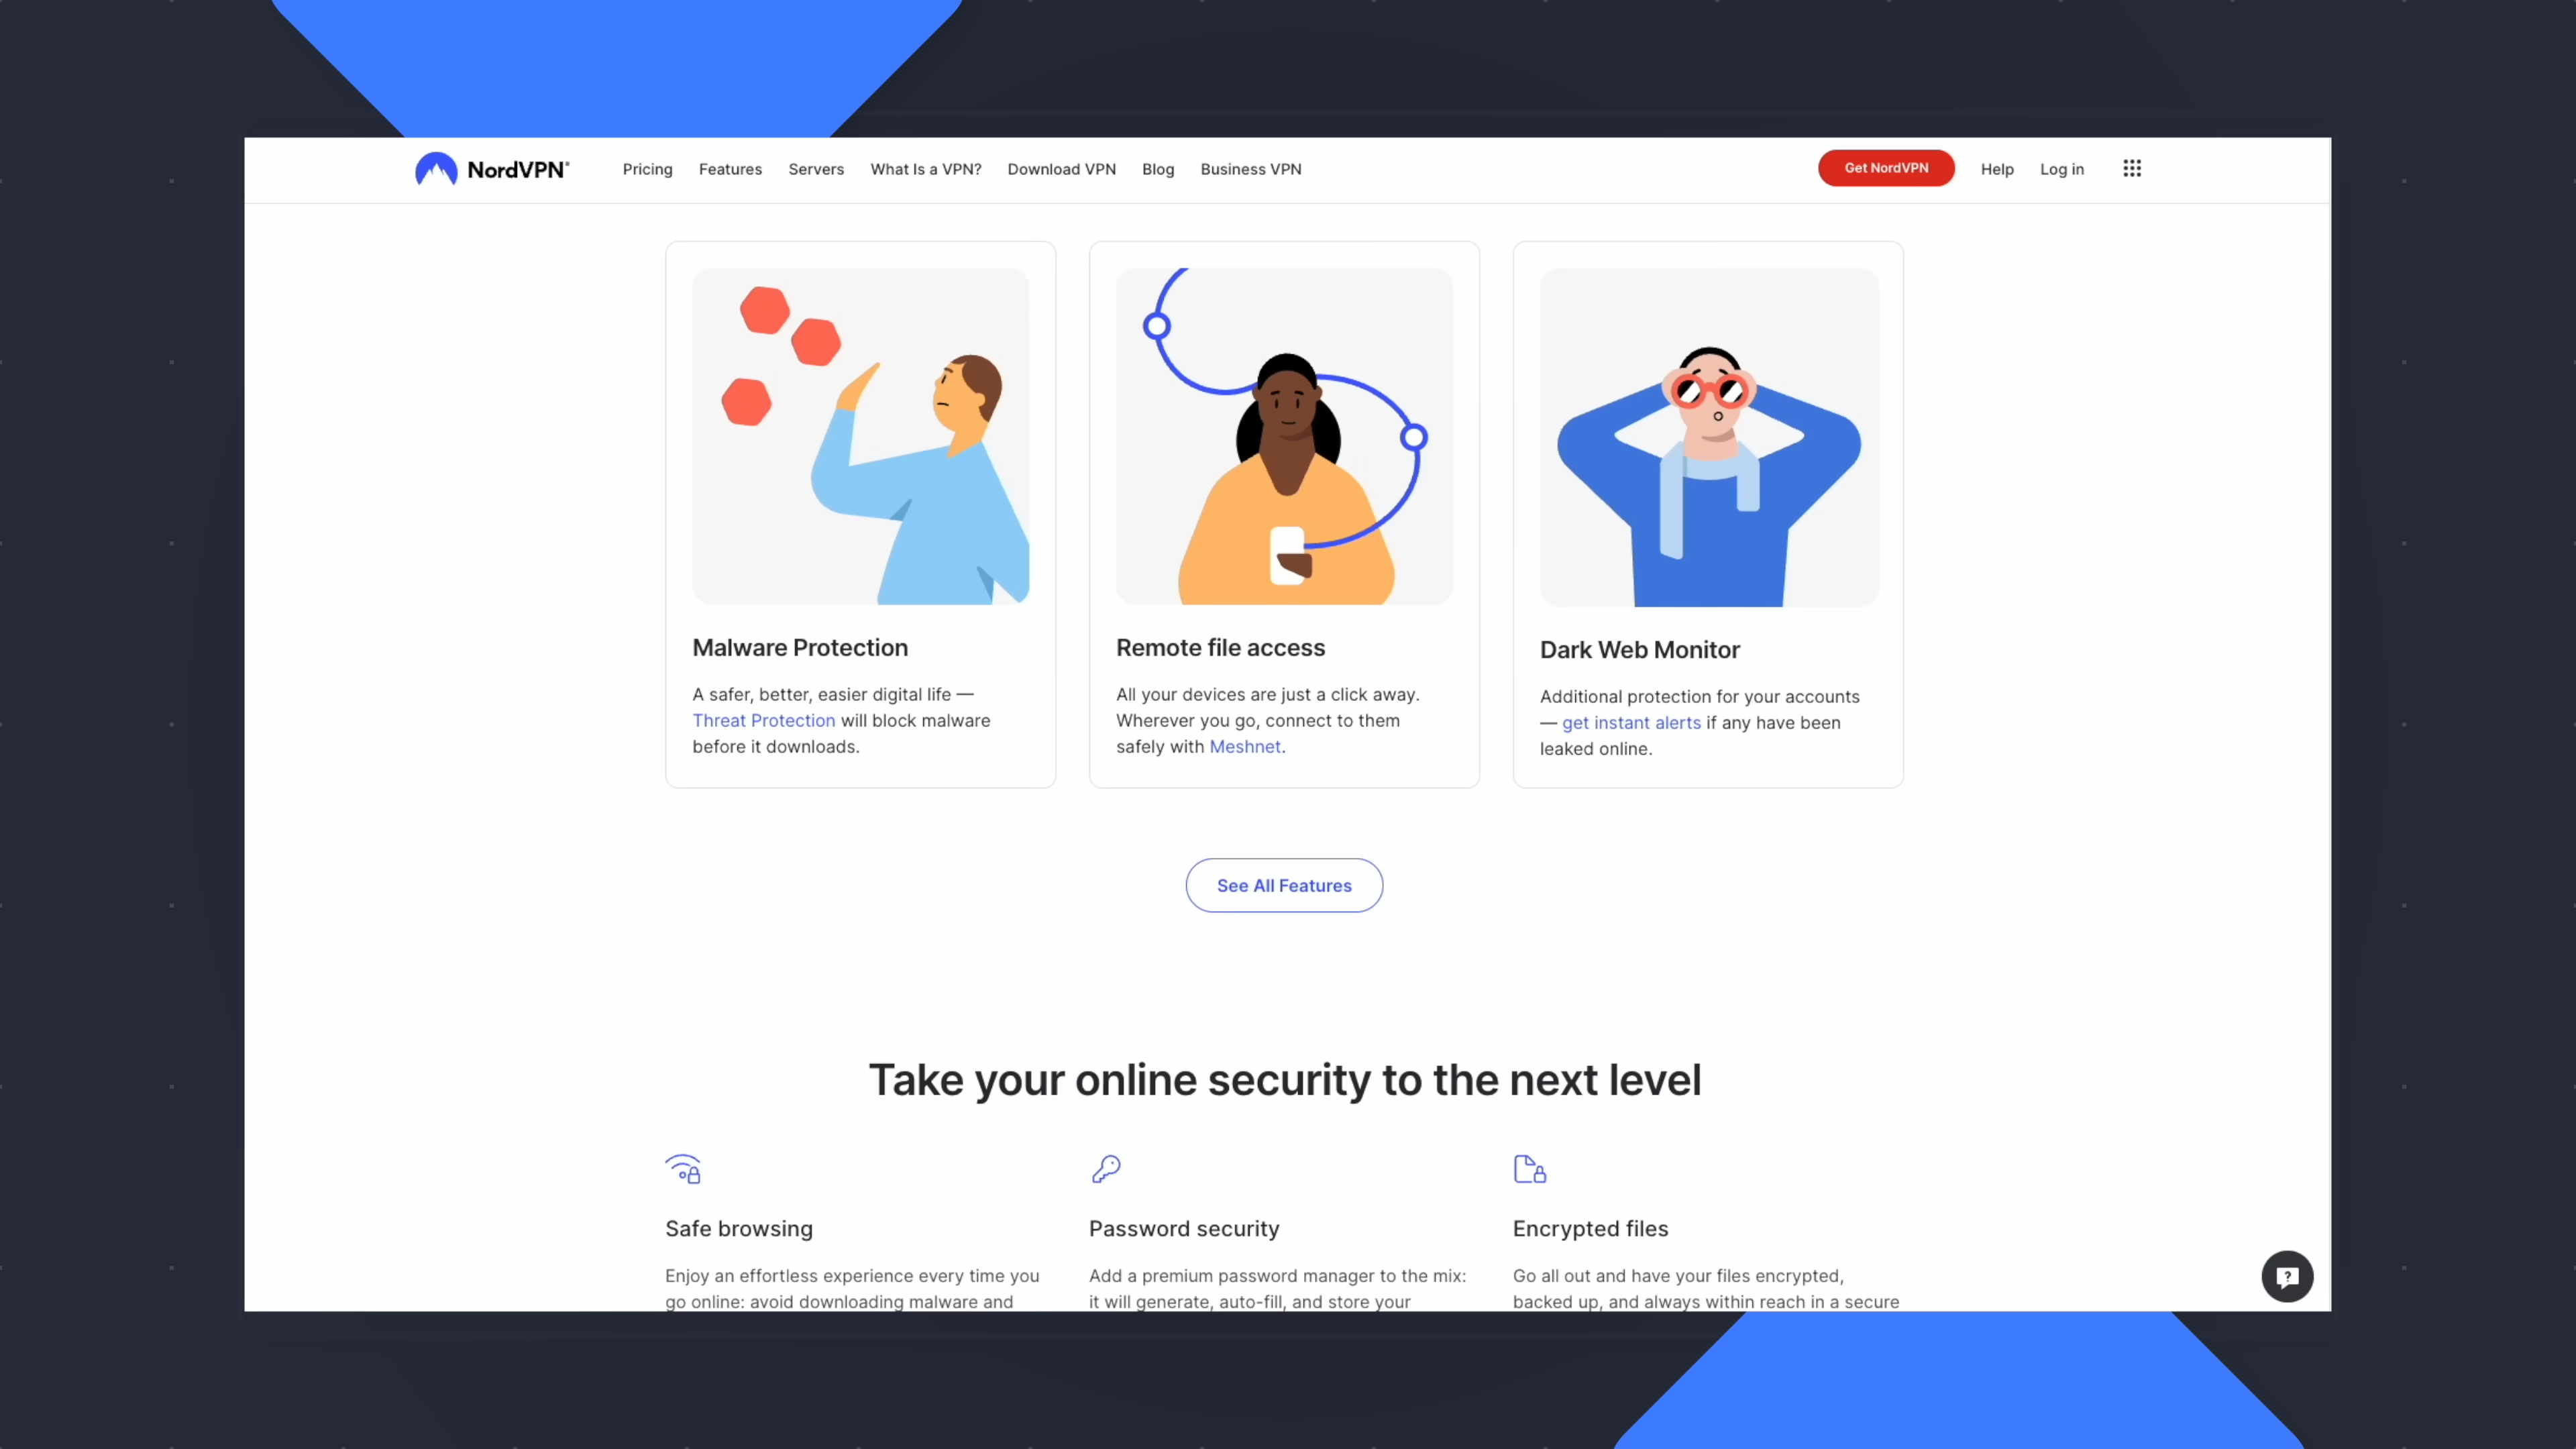 NordVPN®
Pricing
Features
Servers
What Is a VPN?
Download VPN
Blog
Business VPN
Get NordVPN
Help
Log in
Malware Protection
A safer, better, easier digital life —
Threat Protection will block malware
before it downloads.
Remote file access
All your devices are just a click away.
Wherever you go, connect to them
safely with Meshnet.
Dark Web Monitor
Additional protection for your accounts
— get instant alerts if any have been
leaked online.
See All Features
Take your online security to the next level
Safe browsing
Enjoy an effortless experience every time you
go online: avoid downloading malware and
Password security
Add a premium password manager to the mix:
it will generate, auto-fill, and store your
Encrypted files
Go all out and have your files encrypted,
backed up, and always within reach in a secure
?